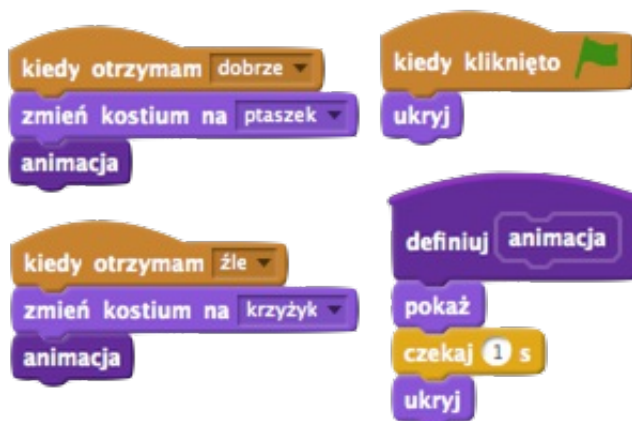 kiedy otrzymam dobrze
zmień kostium na ptaszek
animacja
kiedy otrzymam źle
zmień kostium na krzyżyk
animacja
kiedy kliknięto
ukryj
definiuj animacja
pokaż
czekaj 1 s
ukryj